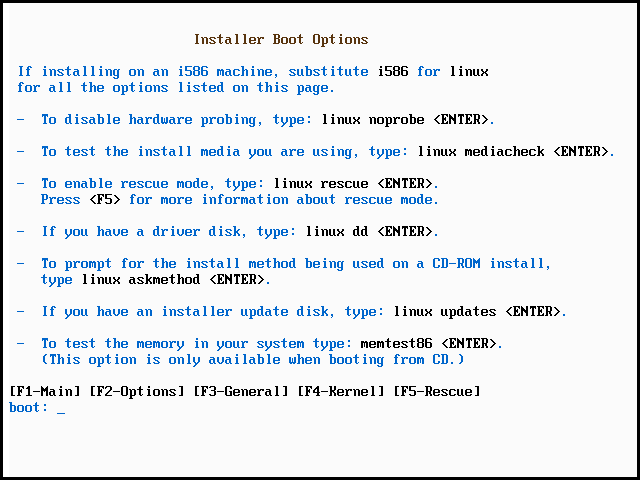 Installer Boot Options
If installing on an i586 machine, substitute i586 for linux
for all the options listed on this page.
- To disable hardware probing, type: linux noprobe <ENTER>.
- To test the install media you are using, type: linux mediacheck <ENTER>.
- To enable rescue mode, type: linux rescue <ENTER>.
Press <F5> for more information about rescue mode.
- If you have a driver disk, type: linux dd <ENTER>.
- To prompt for the install method being used on a CD-ROM install,
type linux askmethod <ENTER>.
- If you have an installer update disk, type: linux updates <ENTER>.
- To test the memory in your system type: memtest86 <ENTER>.
(This option is only available when booting from CD.)
[F1-Main] [F2-Options] [F3-General] [F4-Kernel] [F5-Rescue]
boot: _